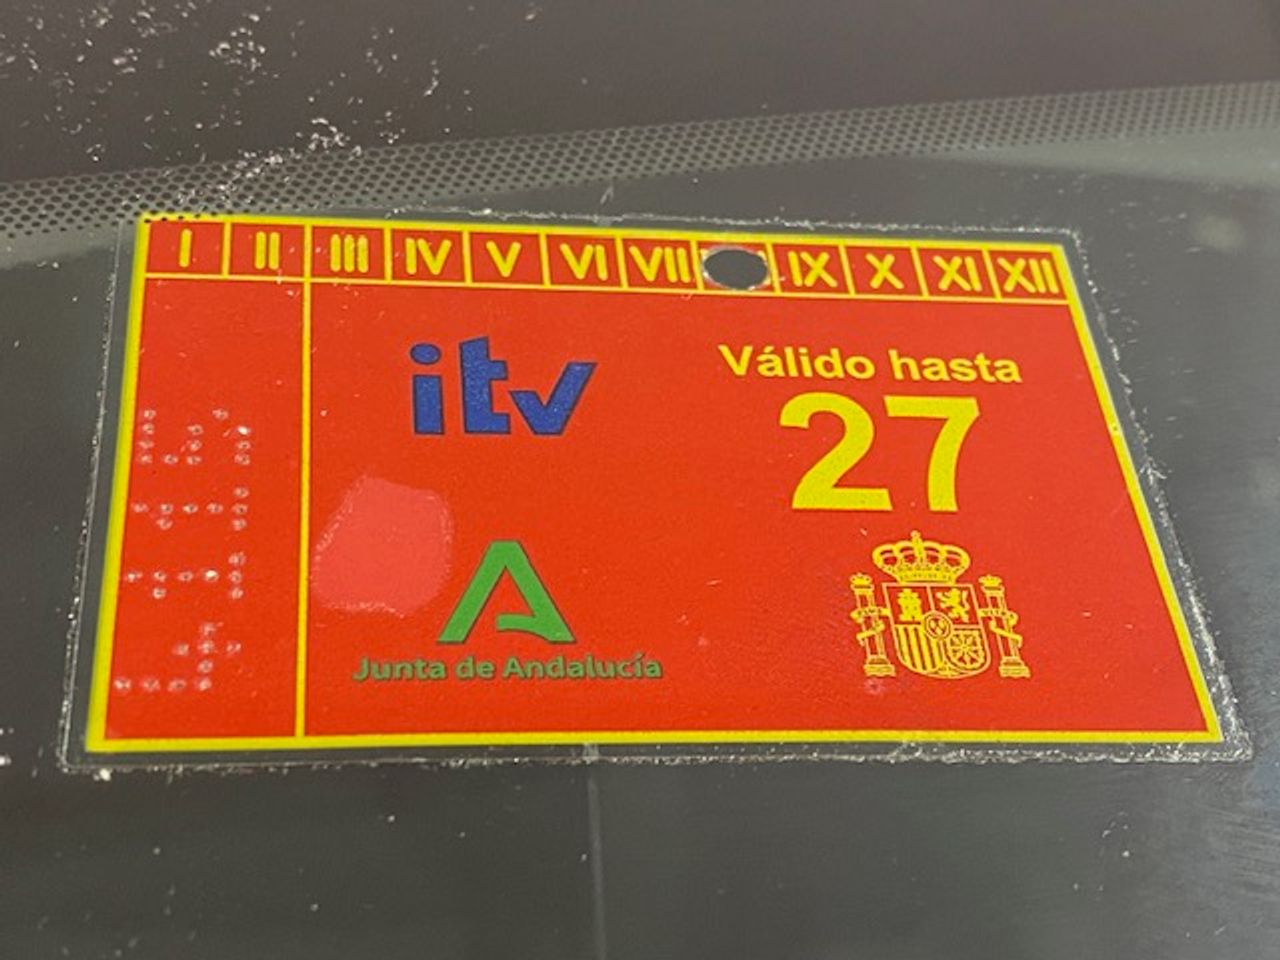 I II III IV V VI VII IX X XI XII
itv
Válido hasta
27
Junta de Andalucía